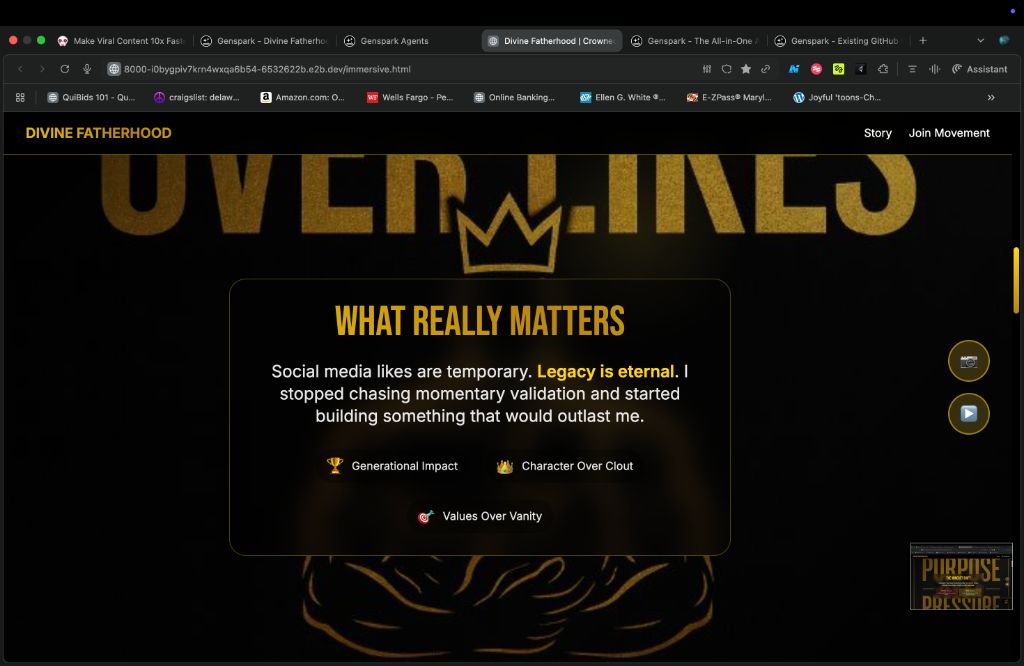 Make Viral Content 10x Fast
Genspark - Divine Fatherho
Genspark Agents
Divine Fatherhood | Crowne
Genspark - The All-in-One A
Genspark - Existing GitHub
8000-i0bygpiv7krn4wxqa6b54-6532622b.e2b.dev/immersive.html
Assistant
QuiBids 101 - Qu...
craigslist: delaw...
Amazon.com: O...
Wells Fargo - Pe...
Online Banking...
Ellen G. White ®...
E-ZPass® Maryl...
Joyful 'toons-Ch...
DIVINE FATHERHOOD
Story
Join Movement
OVER LIKES
WHAT REALLY MATTERS
Social media likes are temporary. Legacy is eternal. I
stopped chasing momentary validation and started
building something that would outlast me.
Generational Impact
Character Over Clout
Values Over Vanity
PURPOSE
PRESSURE